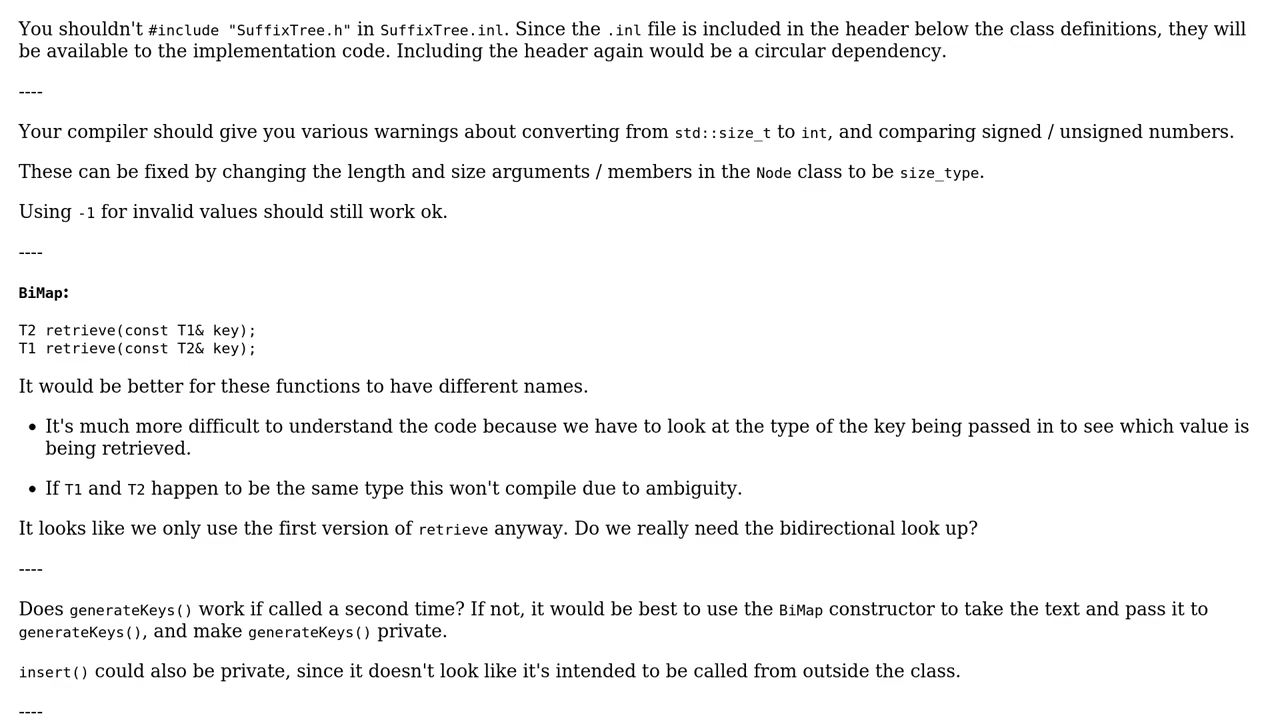 You shouldn't #include "SuffixTree.h" in SuffixTree.inl. Since the .inl file is included in the header below the class definitions, they will
be available to the implementation code. Including the header again would be a circular dependency.
----
Your compiler should give you various warnings about converting from std::size_t to int, and comparing signed / unsigned numbers.
These can be fixed by changing the length and size arguments / members in the Node class to be size_type.
Using -1 for invalid values should still work ok.
----
BiMap:
T2 retrieve(const T1& key);
T1 retrieve(const T2& key);
It would be better for these functions to have different names.
• It's much more difficult to understand the code because we have to look at the type of the key being passed in to see which value is
being retrieved.
• If T1 and T2 happen to be the same type this won't compile due to ambiguity.
It looks like we only use the first version of retrieve anyway. Do we really need the bidirectional look up?
----
Does generateKeys() work if called a second time? If not, it would be best to use the BiMap constructor to take the text and pass it to
generateKeys(), and make generateKeys() private.
insert() could also be private, since it doesn't look like it's intended to be called from outside the class.
----